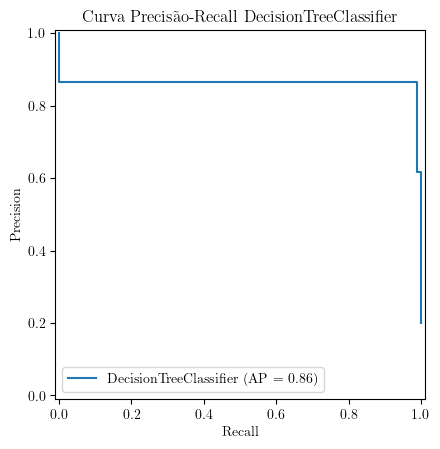 Curva Precisão-Recall DecisionTreeClassifier
1.0
0.8
0.6
0.4
0.2
0.0
Precision
DecisionTreeClassifier (AP = 0.86)
0.0 0.2 0.4 0.6 0.8 1.0
Recall